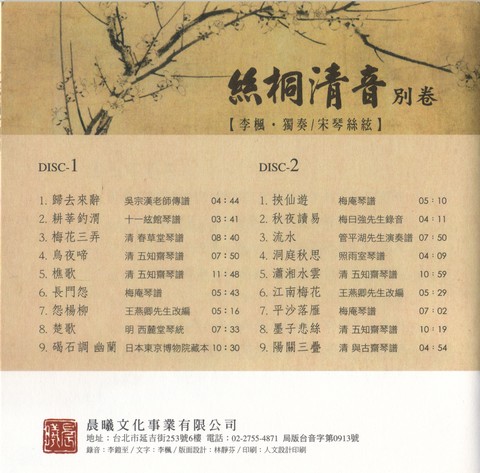 絲桐清音 別卷
【李楓・獨奏/宋琴絲絃】
DISC-1
1. 歸去來辭 吳宗漢老師傳譜 04:44
2. 耕莘釣渭 十一絃館琴譜 03:41
3. 梅花三弄 清 春草堂琴譜 08:40
4. 烏夜啼 清 五知齋琴譜 07:50
5. 樵歌 清 五知齋琴譜 11:48
6. 長門怨 梅庵琴譜 05:43
7. 怨楊柳 王燕卿先生改編 05:16
8. 楚歌 明 西麓堂琴統 07:33
9. 碣石調 幽蘭 日本東京博物院藏本 10:30
DISC-2
1. 挾仙遊 梅庵琴譜 05:10
2. 秋夜讀易 梅曰強先生錄音 04:11
3. 流水 管平湖先生演奏譜 07:50
4. 洞庭秋思 照雨室琴譜 04:09
5. 瀟湘水雲 清 五知齋琴譜 10:59
6. 江南梅花 王燕卿先生改編 05:29
7. 平沙落雁 梅庵琴譜 07:02
8. 墨子悲絲 清 五知齋琴譜 10:19
9. 陽關三疊 清 與古齋琴譜 04:54
晨曦
晨曦文化事業有限公司
地址：台北市延吉街253號6樓 電話：02-2755-4871 局版台音字第0913號
錄音：李鎧至/文字：李楓/版面設計：林靜芬/印刷：人文設計印刷